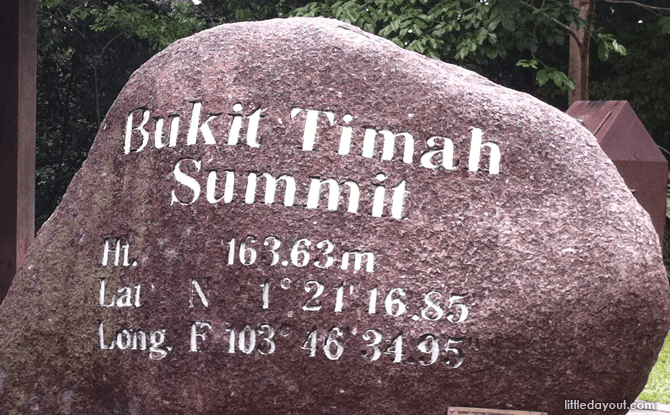 Bukit Timah
Summit
Ht. 163.63m
Lat N 1° 21' 16.85"
Long. E 103° 46' 34.95"
littledayout.com